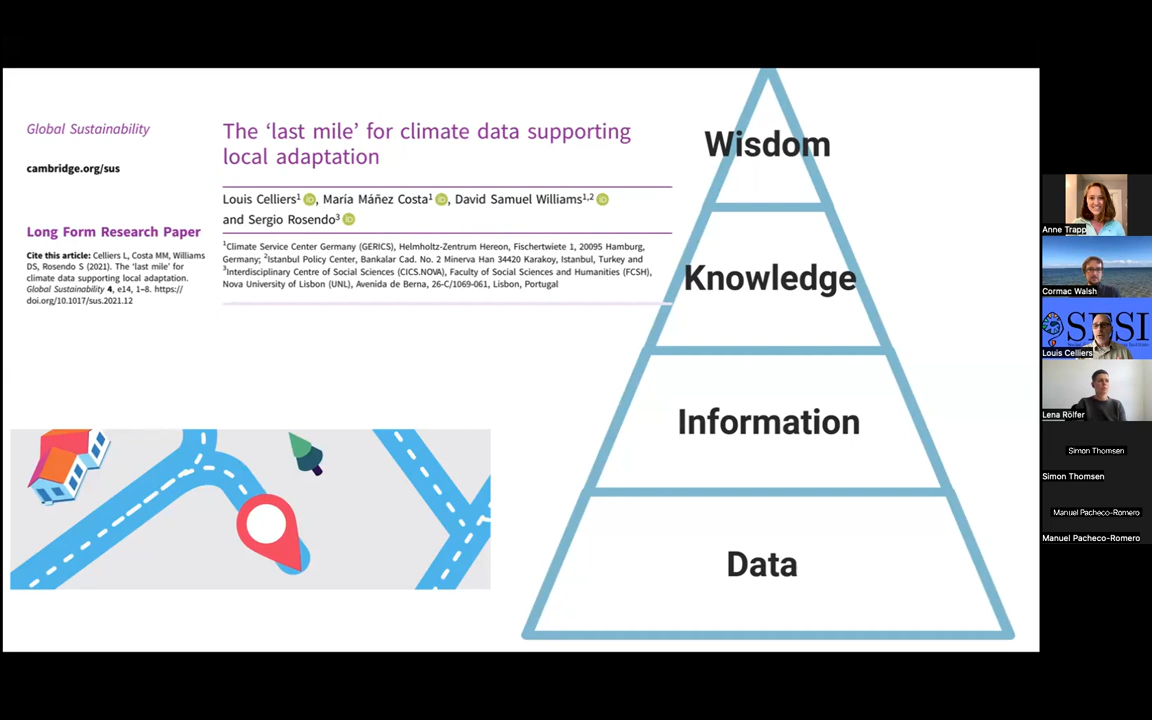 Global Sustainability
cambridge.org/sus
Long Form Research Paper
Cite this article: Celliers L, Costa MM, Williams
DS, Rosendo S (2021). The ‘last mile’ for
climate data supporting local adaptation.
Global Sustainability 4, e14, 1–8. https://
doi.org/10.1017/sus.2021.12
The ‘last mile’ for climate data supporting
local adaptation
Louis Celliers1 iD, María Máñez Costa1 iD, David Samuel Williams1,2 iD
and Sergio Rosendo3 iD
1Climate Service Center Germany (GERICS), Helmholtz-Zentrum Hereon, Fischertwiete 1, 20095 Hamburg,
Germany; 2Istanbul Policy Center, Bankalar Cad. No. 2 Minerva Han 34420 Karakoy, Istanbul, Turkey and
3Interdisciplinary Centre of Social Sciences (CICS.NOVA), Faculty of Social Sciences and Humanities (FCSH),
Nova University of Lisbon (UNL), Avenida de Berna, 26-C/1069-061, Lisbon, Portugal
Wisdom
Knowledge
Information
Data
Anne Trapp
Cormac Walsh
SESI
Louis Celliers
Lena Rölfer
Simon Thomsen
Simon Thomsen
Manuel Pacheco-Romero
Manuel Pacheco-Romero